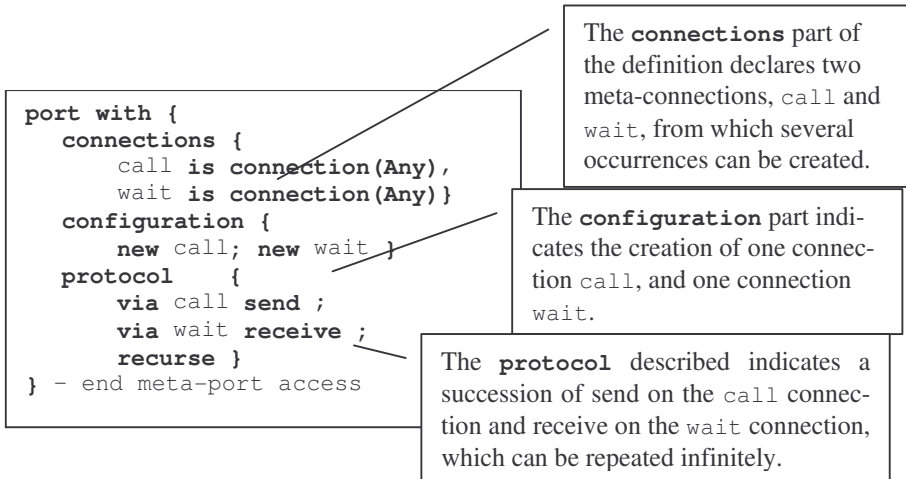 port with {
connections {
call is connection(Any),
wait is connection(Any)}
configuration {
new call; new wait }
protocol {
via call send ;
via wait receive ;
recurse }
} – end meta-port access
The connections part of
the definition declares two
meta-connections, call and
wait, from which several
occurrences can be created.
The configuration part indi-
cates the creation of one connec-
tion call, and one connection
wait.
The protocol described indicates a
succession of send on the call connec-
tion and receive on the wait connection,
which can be repeated infinitely.